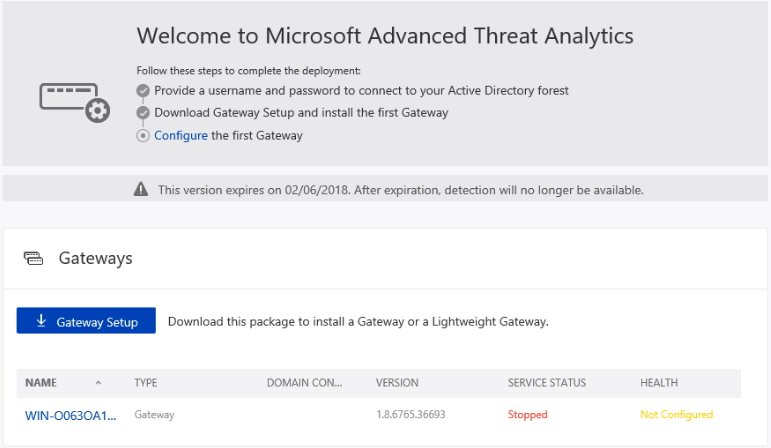 Welcome to Microsoft Advanced Threat Analytics
Follow these steps to complete the deployment:
Provide a username and password to connect to your Active Directory forest
Download Gateway Setup and install the first Gateway
Configure the first Gateway
This version expires on 02/06/2018. After expiration, detection will no longer be available.
Gateways
Gateway Setup Download this package to install a Gateway or a Lightweight Gateway.
NAME TYPE DOMAIN CON... VERSION SERVICE STATUS HEALTH
WIN-O063OA1... Gateway 1.8.6765.36693 Stopped Not Configured